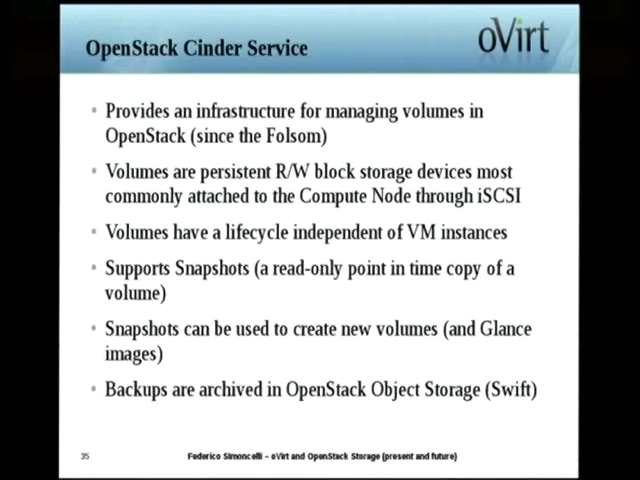 OpenStack Cinder Service
oVirt
• Provides an infrastructure for managing volumes in
OpenStack (since the Folsom)
• Volumes are persistent R/W block storage devices most
commonly attached to the Compute Node through iSCSI
• Volumes have a lifecycle independent of VM instances
• Supports Snapshots (a read-only point in time copy of a
volume)
• Snapshots can be used to create new volumes (and Glance
images)
• Backups are archived in OpenStack Object Storage (Swift)
35
Federico Simoncelli – oVirt and OpenStack Storage (present and future)